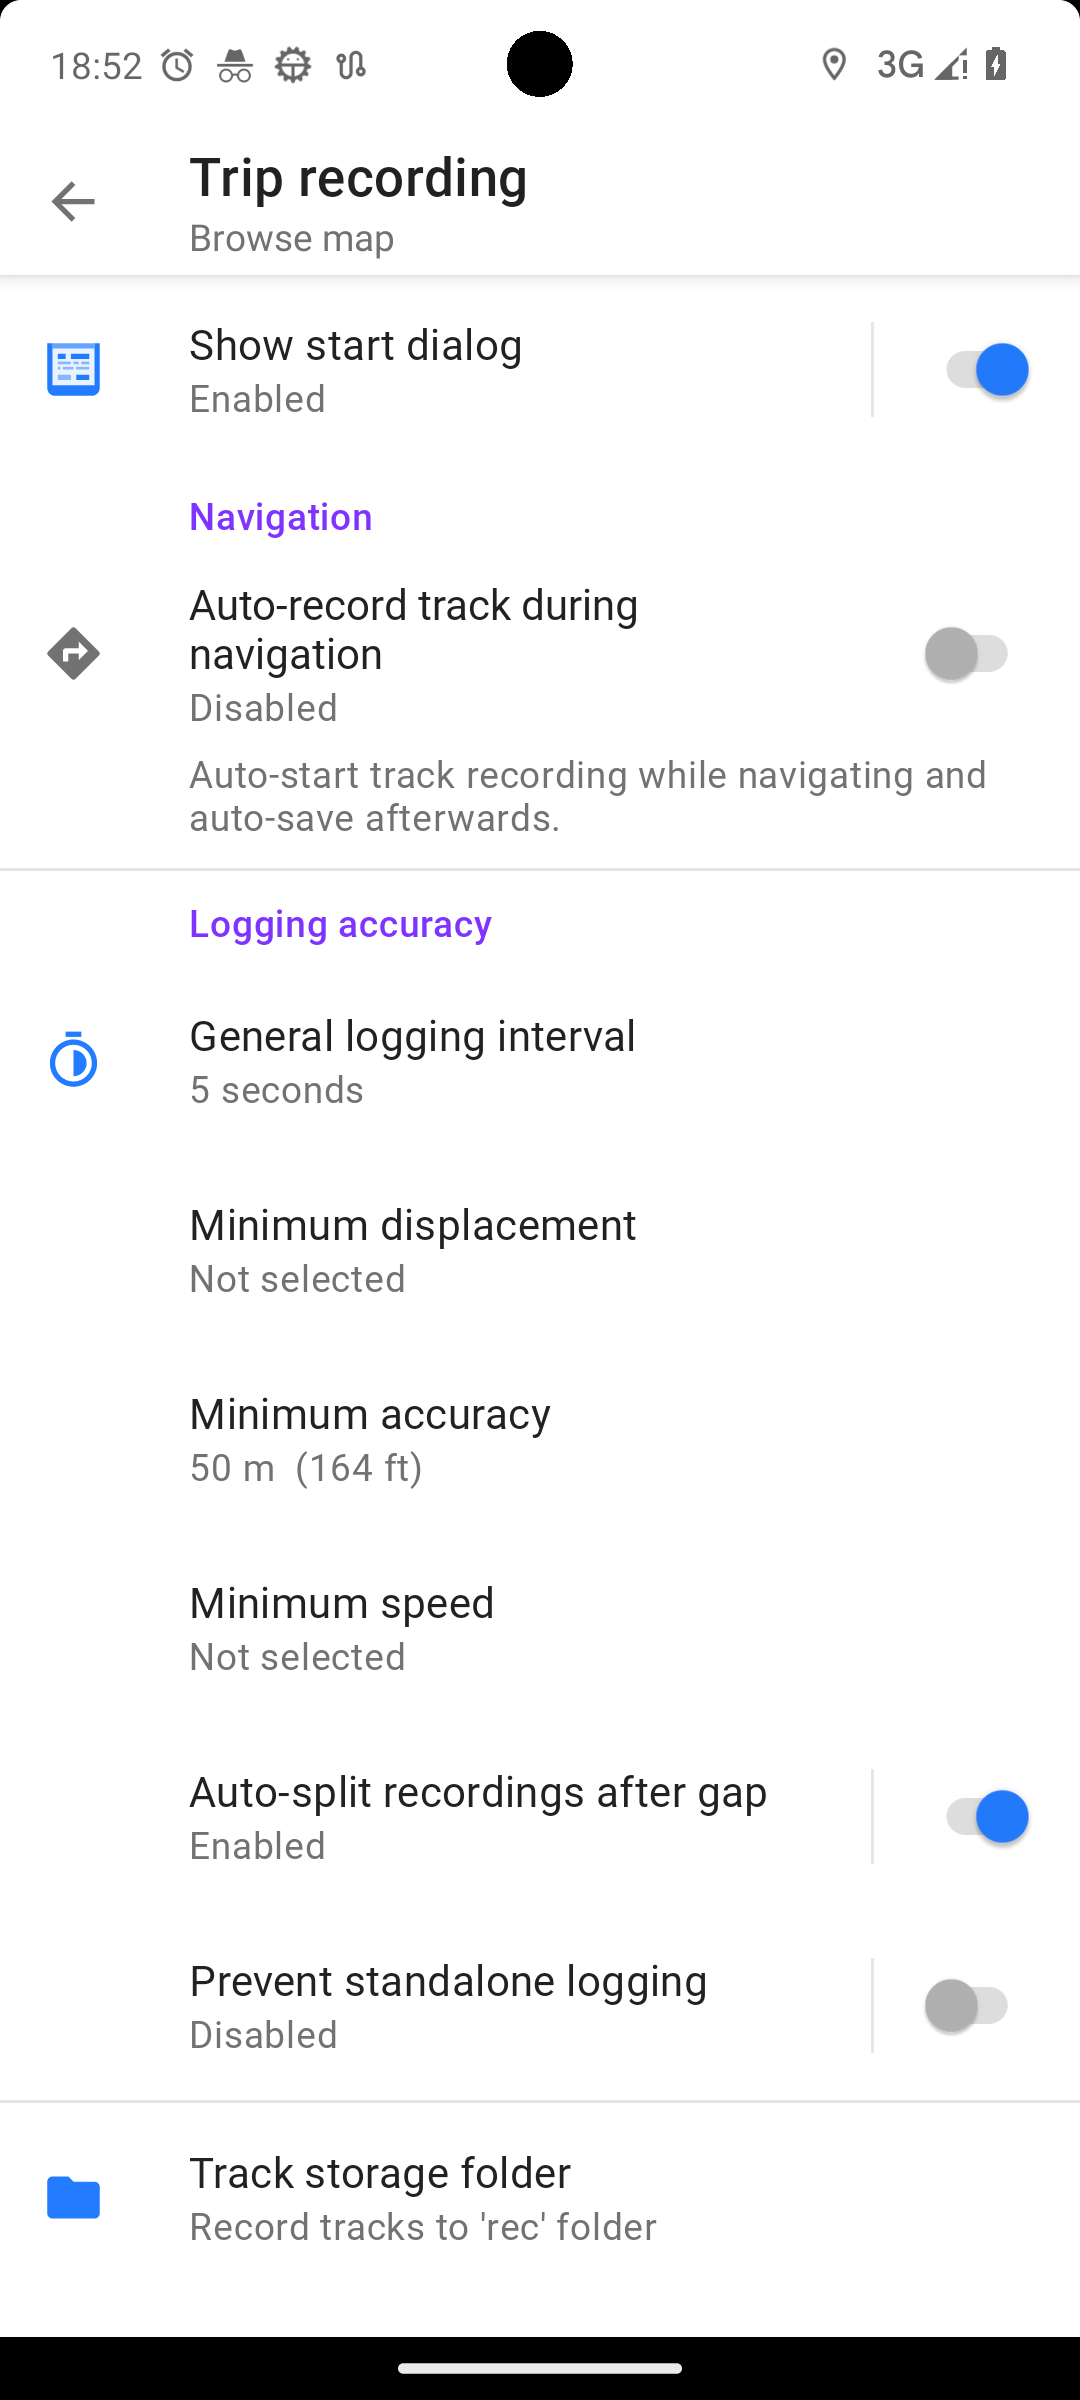 18:52
3G
Trip recording
Browse map
Show start dialog
Enabled
Navigation
Auto-record track during
navigation
Disabled
Auto-start track recording while navigating and
auto-save afterwards.
Logging accuracy
General logging interval
5 seconds
Minimum displacement
Not selected
Minimum accuracy
50 m  (164 ft)
Minimum speed
Not selected
Auto-split recordings after gap
Enabled
Prevent standalone logging
Disabled
Track storage folder
Record tracks to 'rec' folder